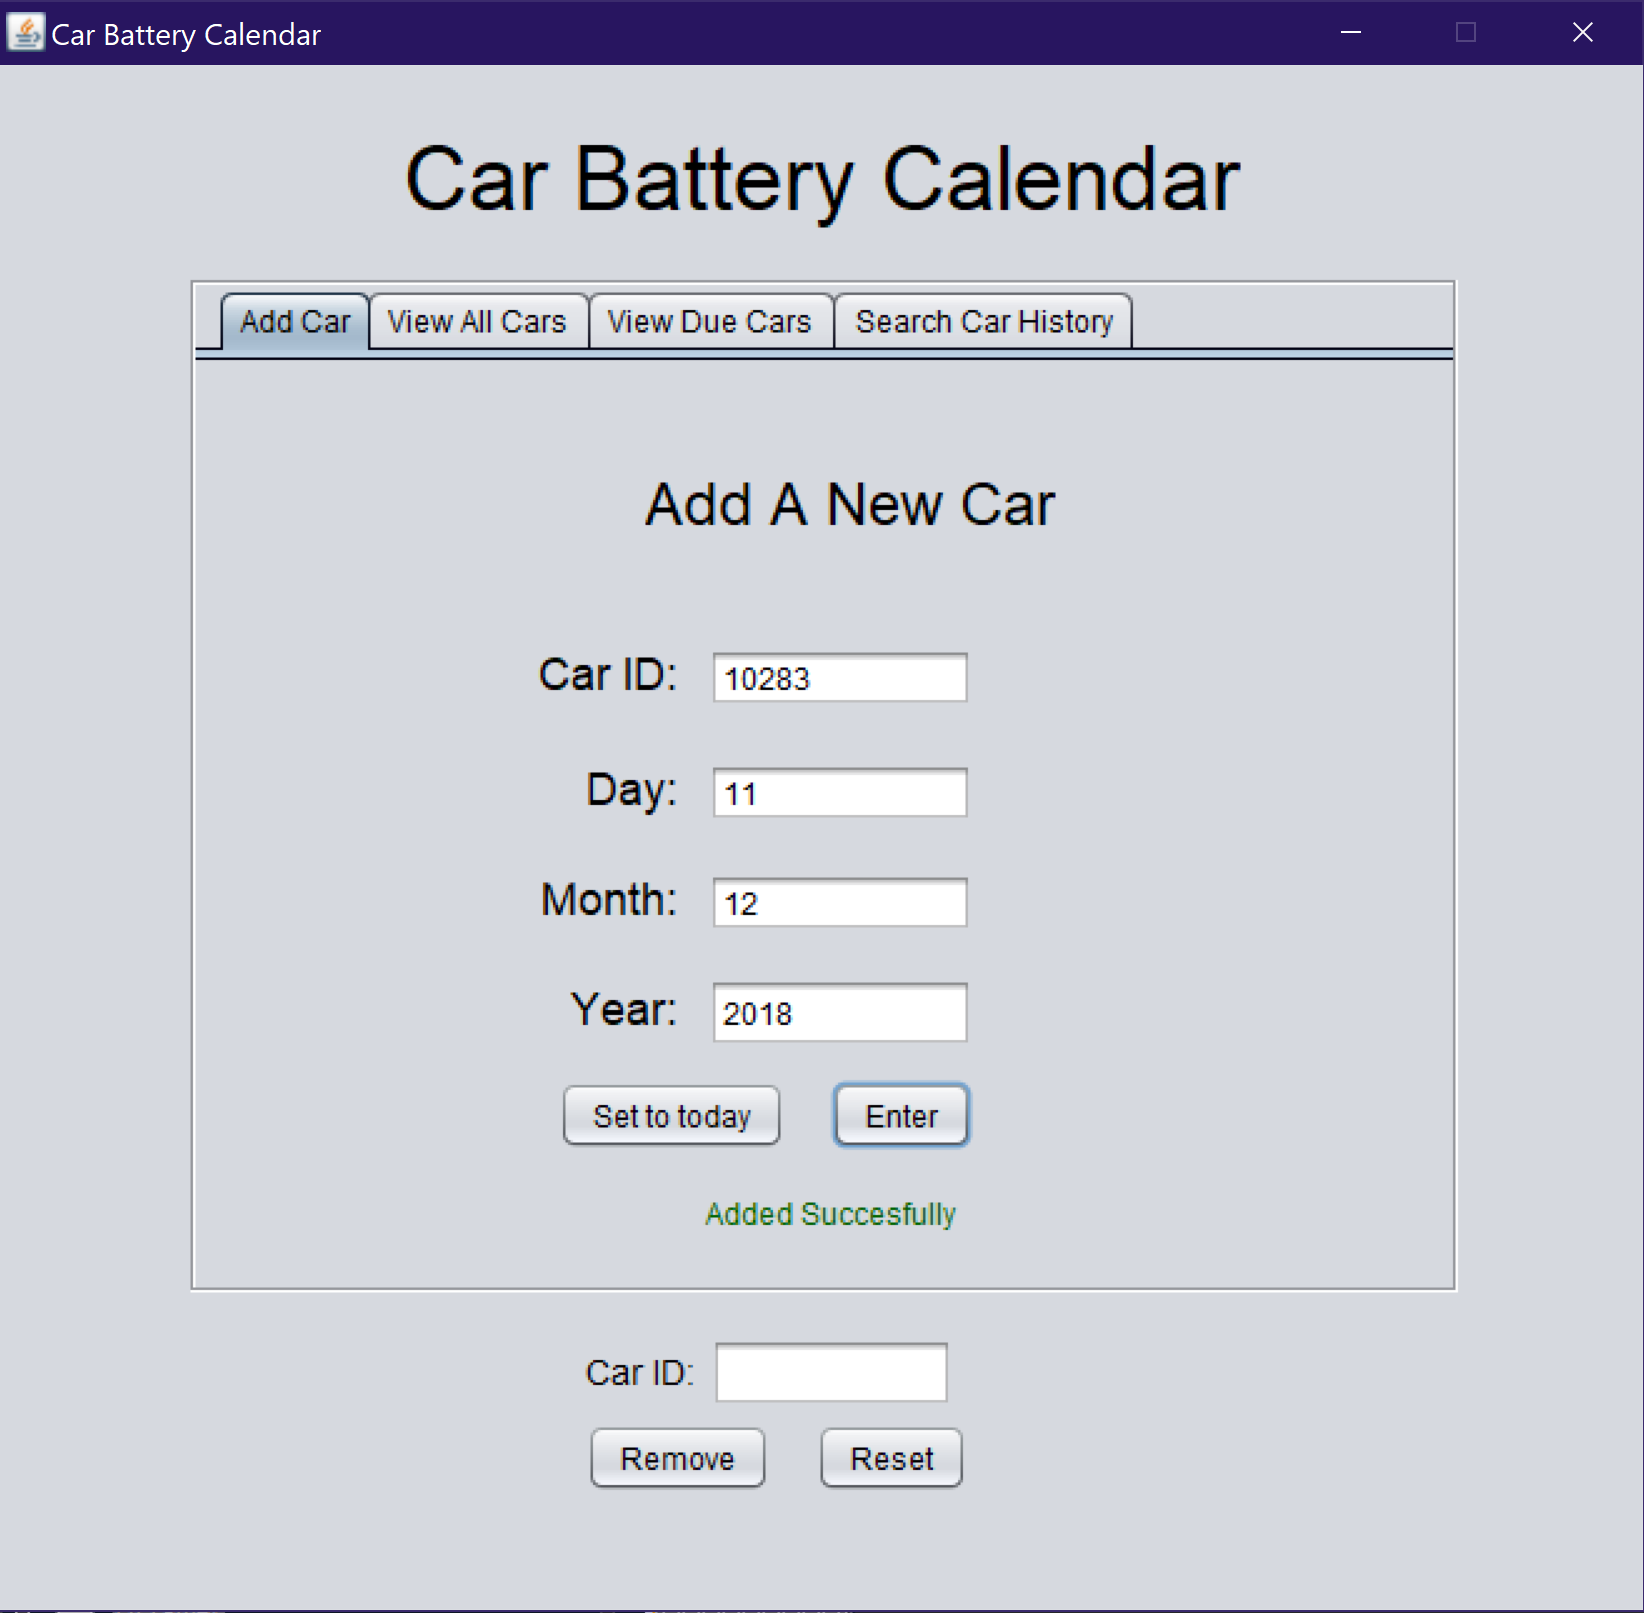 Car Battery Calendar
Car Battery Calendar
Add Car View All Cars View Due Cars Search Car History
Add A New Car
Car ID: 10283
Day: 11
Month: 12
Year: 2018
Set to today Enter
Added Succesfully
Car ID:
Remove Reset